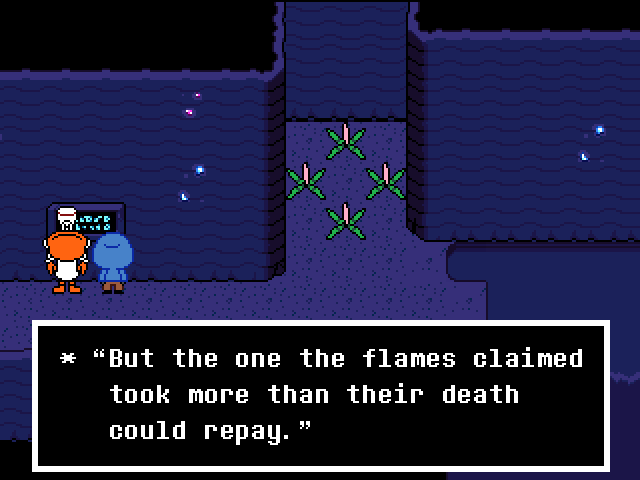 * “But the one the flames claimed
took more than their death
could repay.”